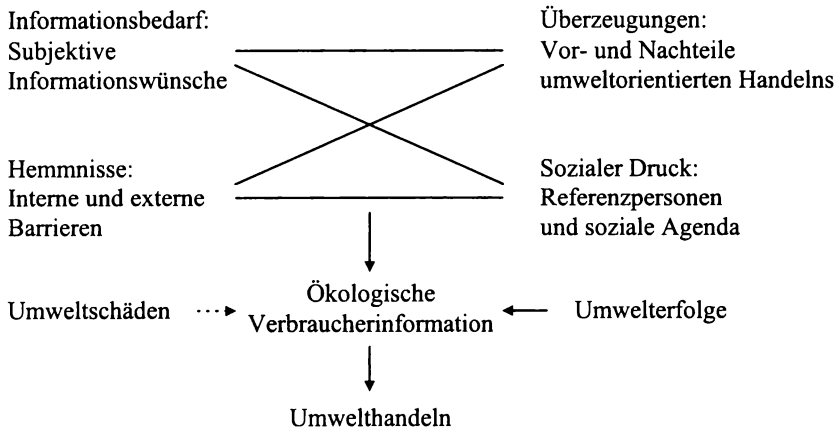 Informationsbedarf:
Subjektive
Informationswünsche
Überzeugungen:
Vor- und Nachteile
umweltorientierten Handelns
Hemmnisse:
Interne und externe
Barrieren
Sozialer Druck:
Referenzpersonen
und soziale Agenda
Umweltschäden
Ökologische
Verbraucherinformation
Umwelterfolge
Umwelthandeln